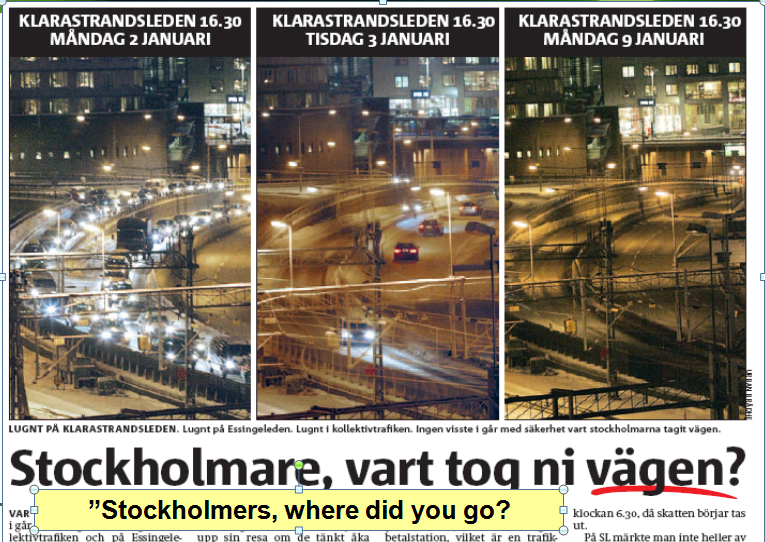 KLARASTRANDSLEDEN 16.30
MÅNDAG 2 JANUARI
KLARASTRANDSLEDEN 16.30
TISDAG 3 JANUARI
KLARASTRANDSLEDEN 16.30
MÅNDAG 9 JANUARI
LUGNT PÅ KLARASTRANDSLEDEN. Lugnt på Essingeleden. Lugnt i kollektivtrafiken. Ingen visste i går med säkerhet vart stockholmarna tagit vägen.
Stockholmare, vart tog ni vägen?
”Stockholmers, where did you go?
VAR
i går
lektivtrafiken och på Essingele-
upp sin resa om de tänkt åka
betalstation, vilket är en trafik-
klockan 6.30, då skatten börjar tas
ut.
På SL märkte man inte heller av